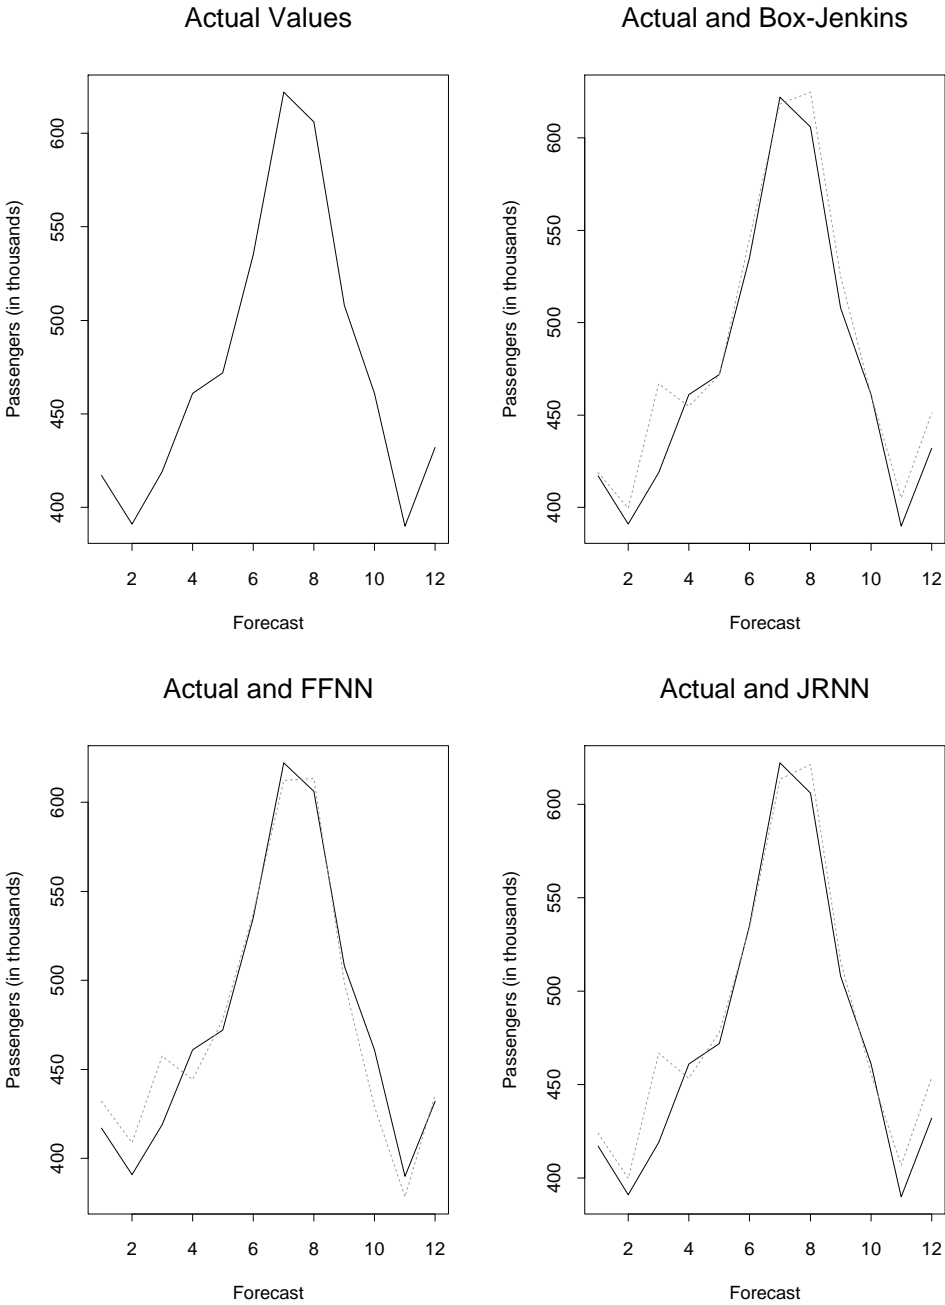 Actual Values
Passengers (in thousands)
600
550
500
450
400
2 4 6 8 10 12
Forecast
Actual and Box-Jenkins
Passengers (in thousands)
600
550
500
450
400
2 4 6 8 10 12
Forecast
Actual and FFNN
Passengers (in thousands)
600
550
500
450
400
2 4 6 8 10 12
Forecast
Actual and JRNN
Passengers (in thousands)
600
550
500
450
400
2 4 6 8 10 12
Forecast